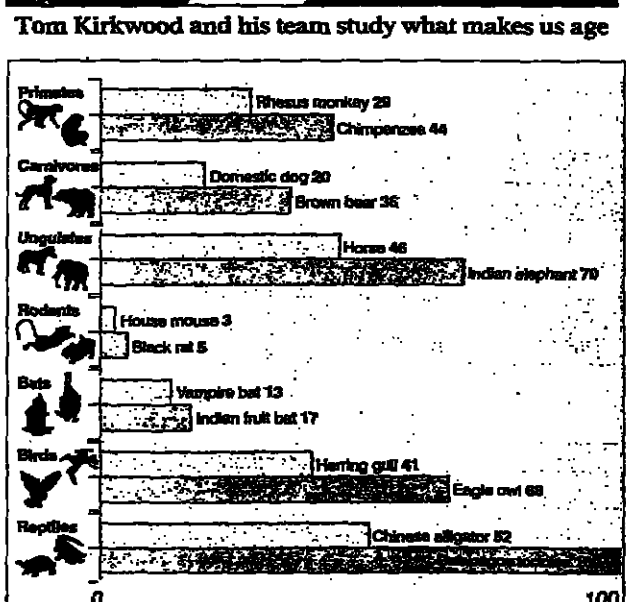 Tom Kirkwood and his team study what makes us age
Primates
Rhesus monkey 29
Chimpanzee 44
Carnivores
Domestic dog 20
Brown bear 36
Ungulates
Horse 46
Indian elephant 70
Rodents
House mouse 3
Black rat 5
Bats
Vampire bat 13
Indian fruit bat 17
Birds
Herring gull 41
Eagle owl 68
Reptiles
Chinese alligator 52
0 100